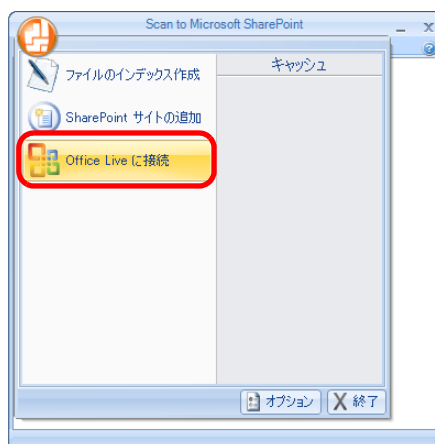 Scan to Microsoft SharePoint
ファイルのインデックス作成
キャッシュ
SharePoint サイトの追加
Office Live に接続
オプション
終了